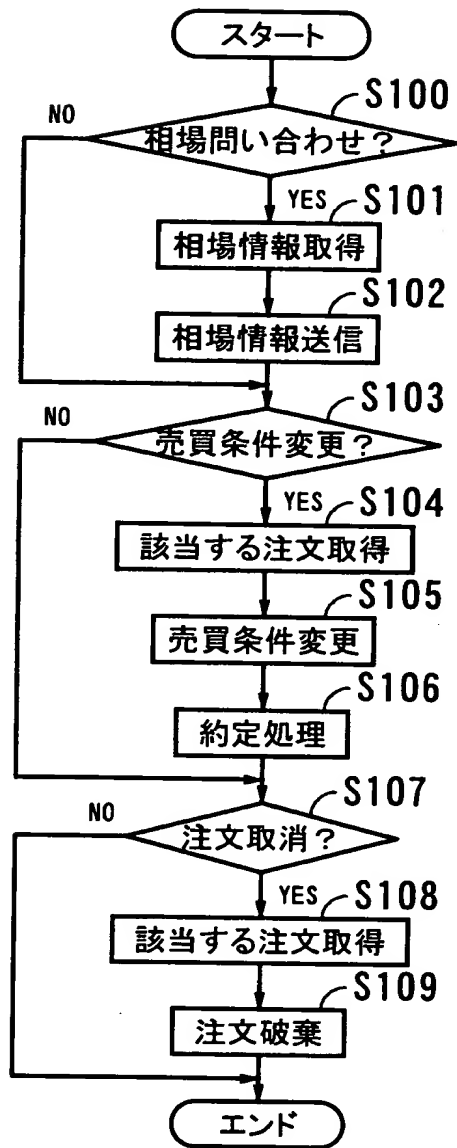 スタート
S100
NO
相場問い合わせ?
YES
S101
相場情報取得
S102
相場情報送信
S103
NO
売買条件変更?
YES
S104
該当する注文取得
S105
売買条件変更
S106
約定処理
S107
NO
注文取消?
YES
S108
該当する注文取得
S109
注文破棄
エンド